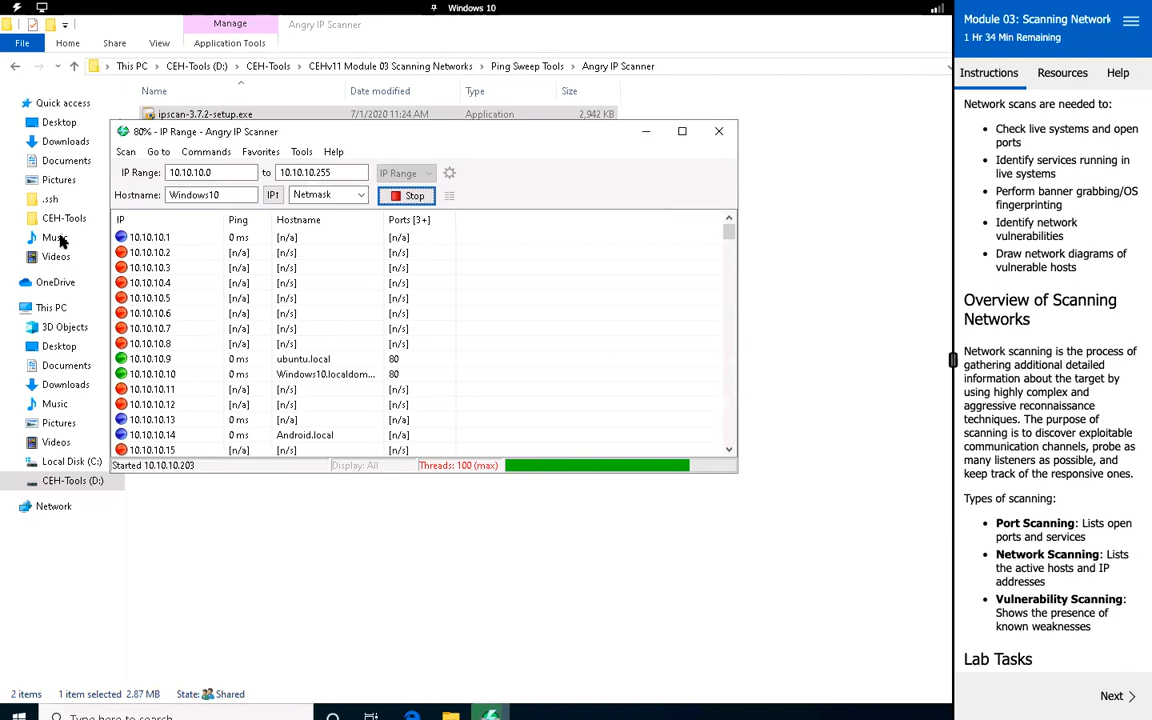 Windows 10
Manage
Angry IP Scanner
File Home Share View Application Tools
This PC CEH-Tools (D:) CEH-Tools CEHv11 Module 03 Scanning Networks Ping Sweep Tools Angry IP Scanner
Name Date modified Type Size
ipscan-3.7.2-setup.exe 7/1/2020 11:24 AM Application 2,942 KB
Quick access
Desktop
Downloads
Documents
Pictures
.ssh
CEH-Tools
Music
Videos
OneDrive
This PC
3D Objects
Desktop
Documents
Downloads
Music
Pictures
Videos
Local Disk (C:)
CEH-Tools (D:)
Network
80% - IP Range - Angry IP Scanner
Scan Go to Commands Favorites Tools Help
IP Range: 10.10.10.0 to 10.10.10.255 IP Range
Hostname: Windows10 IP↑ Netmask Stop
IP Ping Hostname Ports [3+]
10.10.10.1 0 ms [n/a] [n/a]
10.10.10.2 [n/a] [n/s] [n/s]
10.10.10.3 [n/a] [n/s] [n/s]
10.10.10.4 [n/a] [n/s] [n/s]
10.10.10.5 [n/a] [n/s] [n/s]
10.10.10.6 [n/a] [n/s] [n/s]
10.10.10.7 [n/a] [n/s] [n/s]
10.10.10.8 [n/a] [n/s] [n/s]
10.10.10.9 0 ms ubuntu.local 80
10.10.10.10 0 ms Windows10.localdom... 80
10.10.10.11 [n/a] [n/s] [n/s]
10.10.10.12 [n/a] [n/s] [n/s]
10.10.10.13 0 ms [n/a] [n/a]
10.10.10.14 0 ms Android.local [n/a]
10.10.10.15 [n/a] [n/s] [n/s]
Started 10.10.10.203 Display: All Threads: 100 (max)
2 items 1 item selected 2.87 MB State: Shared
Type here to search
Module 03: Scanning Network
1 Hr 34 Min Remaining
Instructions Resources Help
Network scans are needed to:
Check live systems and open
ports
Identify services running in
live systems
Perform banner grabbing/OS
fingerprinting
Identify network
vulnerabilities
Draw network diagrams of
vulnerable hosts
Overview of Scanning
Networks
Network scanning is the process of
gathering additional detailed
information about the target by
using highly complex and
aggressive reconnaissance
techniques. The purpose of
scanning is to discover exploitable
communication channels, probe as
many listeners as possible, and
keep track of the responsive ones.
Types of scanning:
Port Scanning: Lists open
ports and services
Network Scanning: Lists
the active hosts and IP
addresses
Vulnerability Scanning:
Shows the presence of
known weaknesses
Lab Tasks
Next